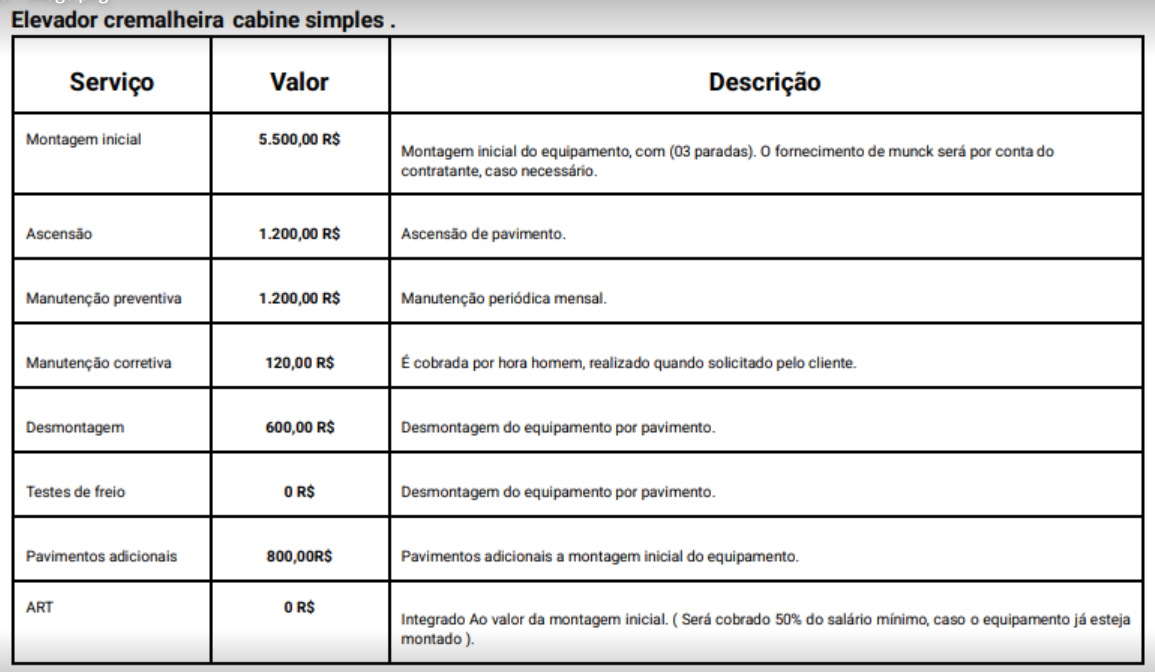 Elevador cremalheira cabine simples .
Serviço Valor Descrição
Montagem inicial 5.500,00 R$ Montagem inicial do equipamento, com (03 paradas). O fornecimento de munck será por conta do
contratante, caso necessário.
Ascensão 1.200,00 R$ Ascensão de pavimento.
Manutenção preventiva 1.200,00 R$ Manutenção periódica mensal.
Manutenção corretiva 120,00 R$ É cobrada por hora homem, realizado quando solicitado pelo cliente.
Desmontagem 600,00 R$ Desmontagem do equipamento por pavimento.
Testes de freio 0 R$ Desmontagem do equipamento por pavimento.
Pavimentos adicionais 800,00R$ Pavimentos adicionais a montagem inicial do equipamento.
ART 0 R$ Integrado Ao valor da montagem inicial. ( Será cobrado 50% do salário mínimo, caso o equipamento já esteja
montado ).